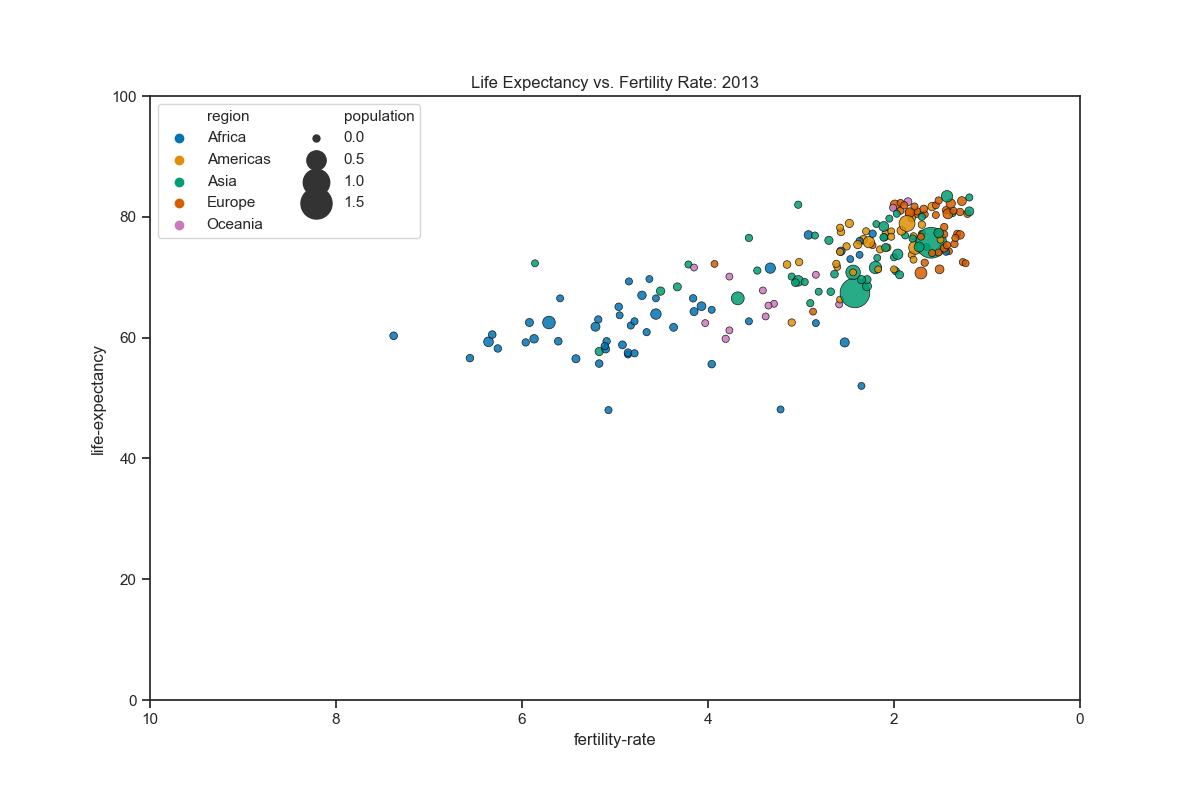 Life Expectancy vs. Fertility Rate: 2013
100
80
60
40
20
0
life-expectancy
region
Africa
Americas
Asia
Europe
Oceania
population
0.0
0.5
1.0
1.5
10
8
6
4
2
0
fertility-rate